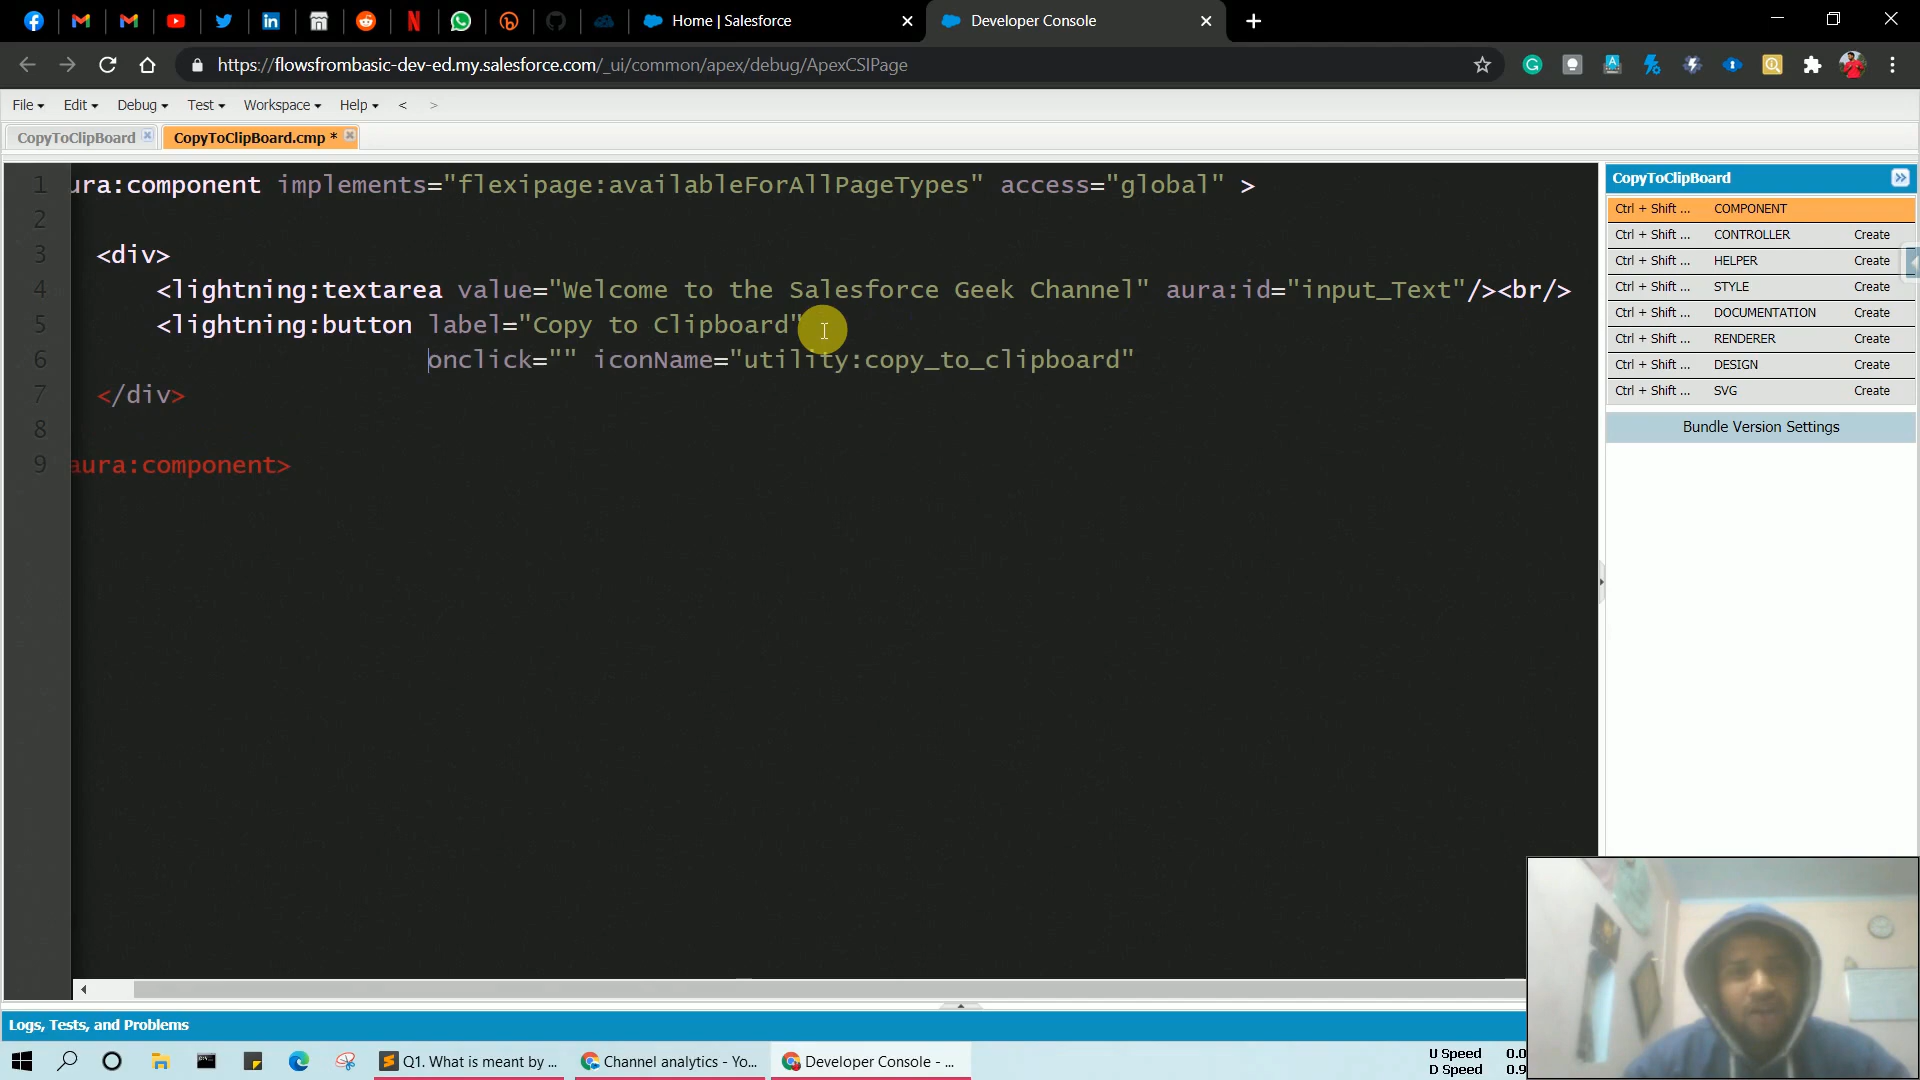 Home | Salesforce
Developer Console
https://flowsfrombasic-dev-ed.my.salesforce.com/_ui/common/apex/debug/ApexCSIPage
File Edit Debug Test Workspace Help < >
CopyToClipBoard
CopyToClipBoard.cmp *
1 ura:component implements="flexipage:availableForAllPageTypes" access="global" >
2
3 <div>
4 <lightning:textarea value="Welcome to the Salesforce Geek Channel" aura:id="input_Text"/><br/>
5 <lightning:button label="Copy to Clipboard"
6 onclick="" iconName="utility:copy_to_clipboard"
7 </div>
8
9 aura:component>
CopyToClipBoard
Ctrl + Shift ... COMPONENT
Ctrl + Shift ... CONTROLLER Create
Ctrl + Shift ... HELPER Create
Ctrl + Shift ... STYLE Create
Ctrl + Shift ... DOCUMENTATION Create
Ctrl + Shift ... RENDERER Create
Ctrl + Shift ... DESIGN Create
Ctrl + Shift ... SVG Create
Bundle Version Settings
Logs, Tests, and Problems
Q1. What is meant by ...
Channel analytics - Yo...
Developer Console - ...
U Speed 0.0
D Speed 0.9